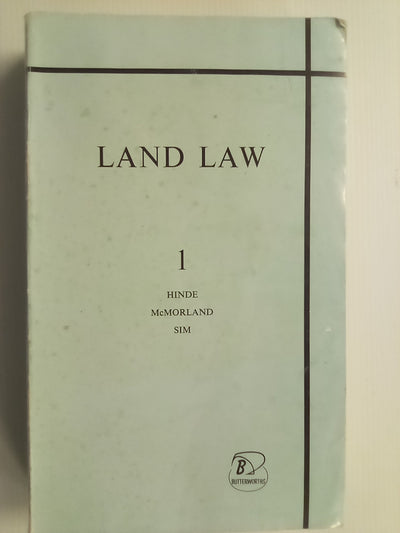 LAND LAW
1
HINDE
McMORLAND
SIM
B
BUTTERWORTHS